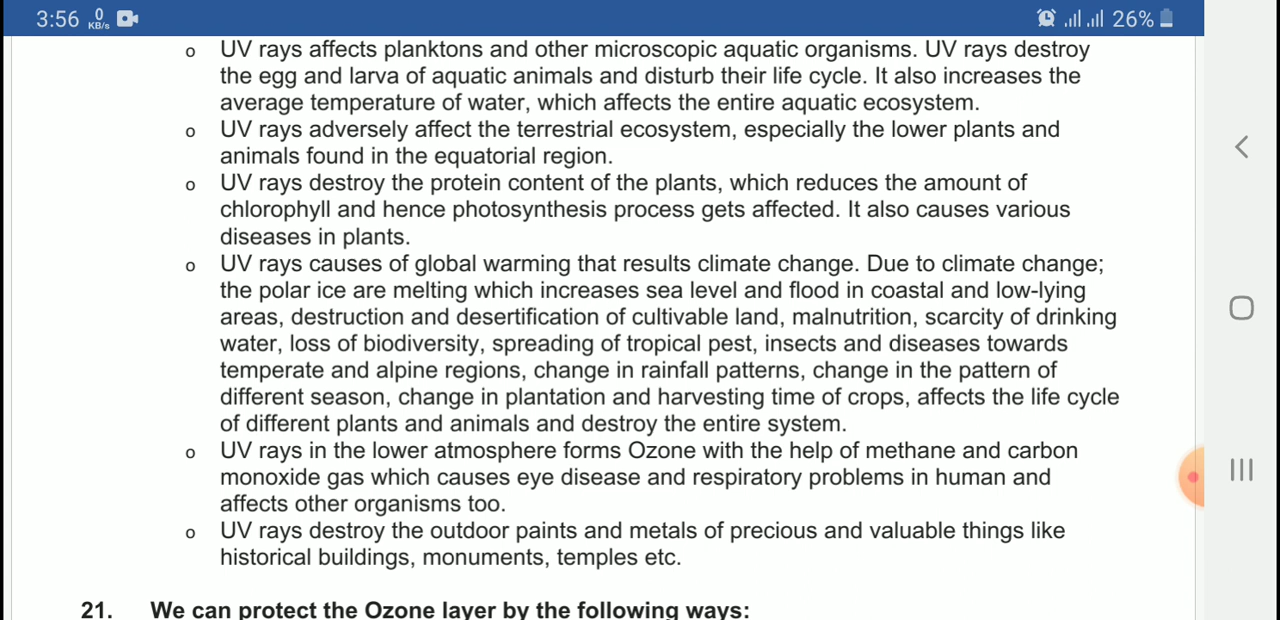 3:56 0 KB/s 26%
o UV rays affects planktons and other microscopic aquatic organisms. UV rays destroy
the egg and larva of aquatic animals and disturb their life cycle. It also increases the
average temperature of water, which affects the entire aquatic ecosystem.
o UV rays adversely affect the terrestrial ecosystem, especially the lower plants and
animals found in the equatorial region.
o UV rays destroy the protein content of the plants, which reduces the amount of
chlorophyll and hence photosynthesis process gets affected. It also causes various
diseases in plants.
o UV rays causes of global warming that results climate change. Due to climate change;
the polar ice are melting which increases sea level and flood in coastal and low-lying
areas, destruction and desertification of cultivable land, malnutrition, scarcity of drinking
water, loss of biodiversity, spreading of tropical pest, insects and diseases towards
temperate and alpine regions, change in rainfall patterns, change in the pattern of
different season, change in plantation and harvesting time of crops, affects the life cycle
of different plants and animals and destroy the entire system.
o UV rays in the lower atmosphere forms Ozone with the help of methane and carbon
monoxide gas which causes eye disease and respiratory problems in human and
affects other organisms too.
o UV rays destroy the outdoor paints and metals of precious and valuable things like
historical buildings, monuments, temples etc.
21. We can protect the Ozone layer by the following ways: